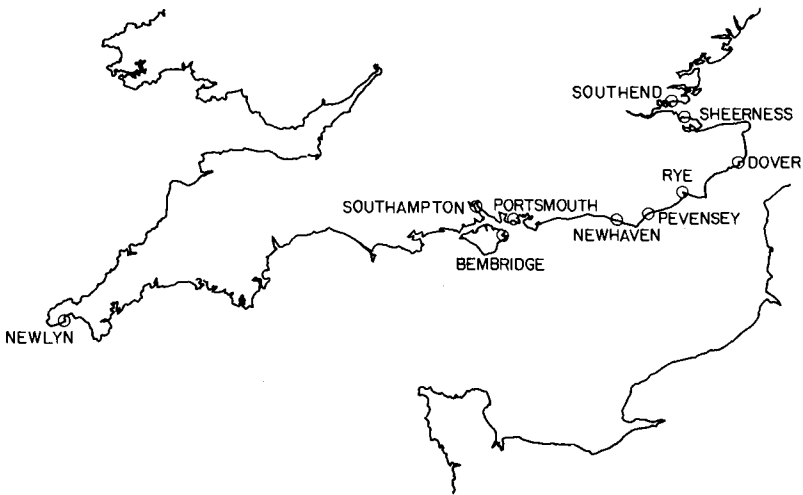 SOUTHEND
SHEERNESS
DOVER
RYE
SOUTHAMPTON
PORTSMOUTH
PEVENSEY
NEWHAVEN
BEMBRIDGE
NEWLYN